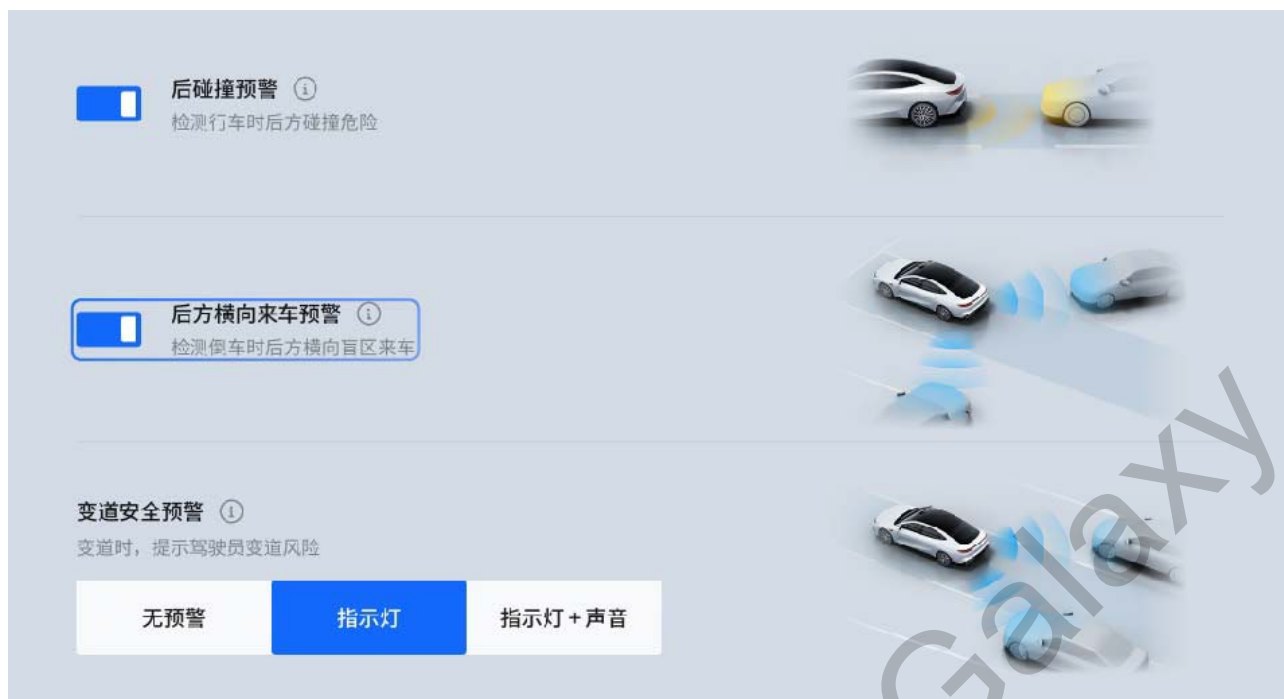 后碰撞预警
检测行车时后方碰撞危险
后方横向来车预警
检测倒车时后方横向盲区来车
变道安全预警
变道时，提示驾驶员变道风险
无预警 指示灯 指示灯+声音
Galaxy